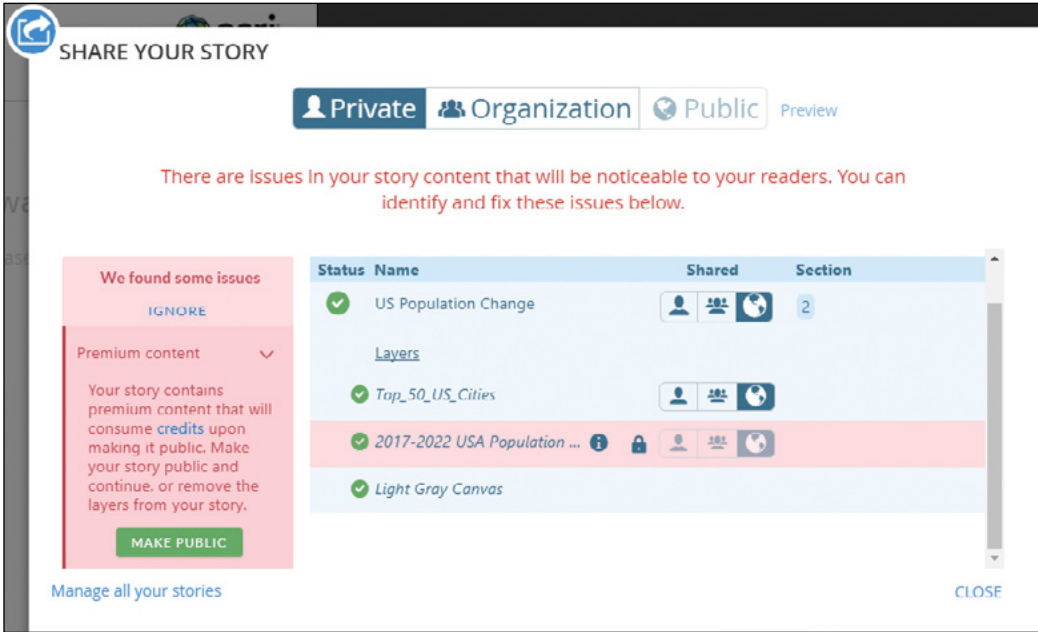 esri
SHARE YOUR STORY
Private Organization Public Preview
There are issues in your story content that will be noticeable to your readers. You can
identify and fix these issues below.
We found some issues
IGNORE
Premium content
Your story contains
premium content that will
consume credits upon
making it public. Make
your story public and
continue, or remove the
layers from your story.
MAKE PUBLIC
Status Name Shared Section
US Population Change 2
Layers
Top_50_US_Cities
2017-2022 USA Population ...
Light Gray Canvas
Manage all your stories
CLOSE